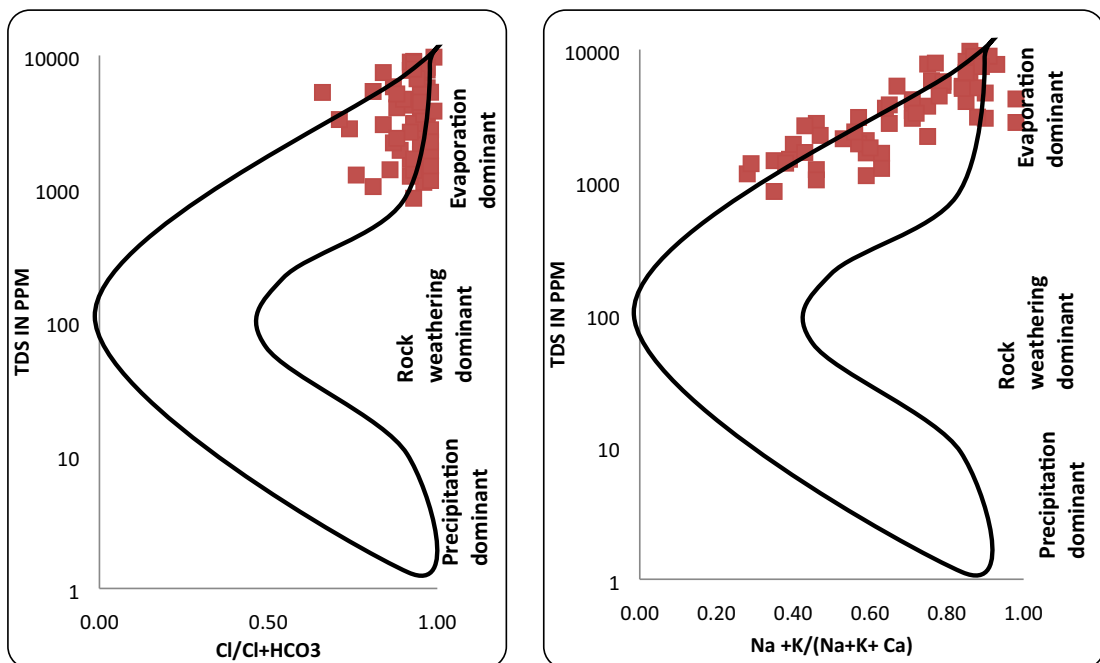 10000
1000
100
10
1
TDS IN PPM
0.00
0.50
1.00
Cl/Cl+HCO3
Evaporation
dominant
Rock
weathering
dominant
Precipitation
dominant
10000
1000
100
10
1
TDS IN PPM
0.00
0.20
0.40
0.60
0.80
1.00
Na +K/(Na+K+ Ca)
Evaporation
dominant
Rock
weathering
dominant
Precipitation
dominant